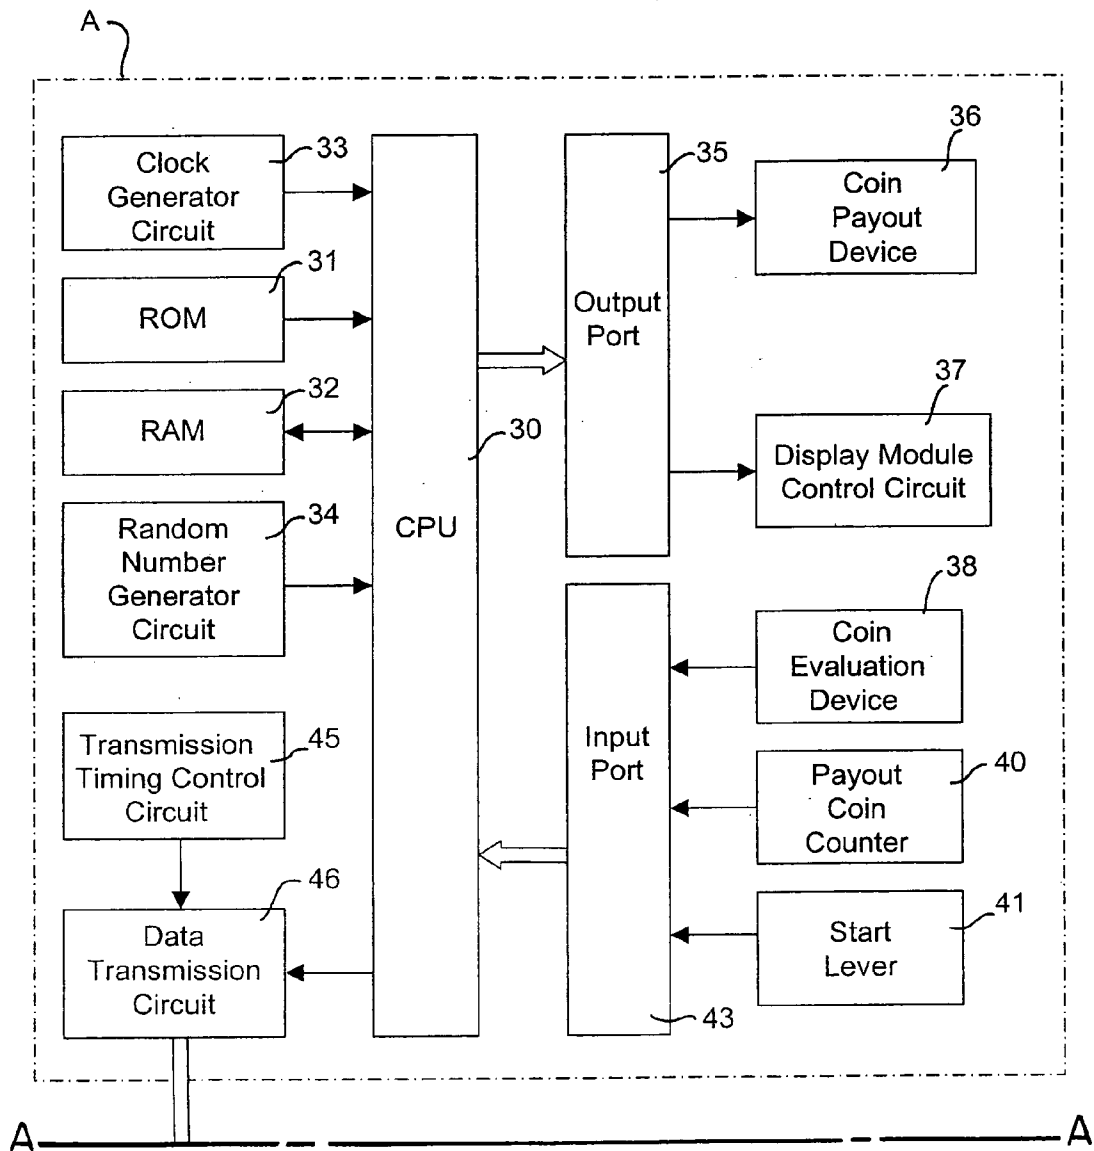 A
Clock
Generator
Circuit
33
ROM
31
RAM
32
Random
Number
Generator
Circuit
34
Transmission
Timing Control
Circuit
45
Data
Transmission
Circuit
46
CPU
30
Output
Port
35
Coin
Payout
Device
36
Display Module
Control Circuit
37
Input
Port
43
Coin
Evaluation
Device
38
Payout
Coin
Counter
40
Start
Lever
41
A
A